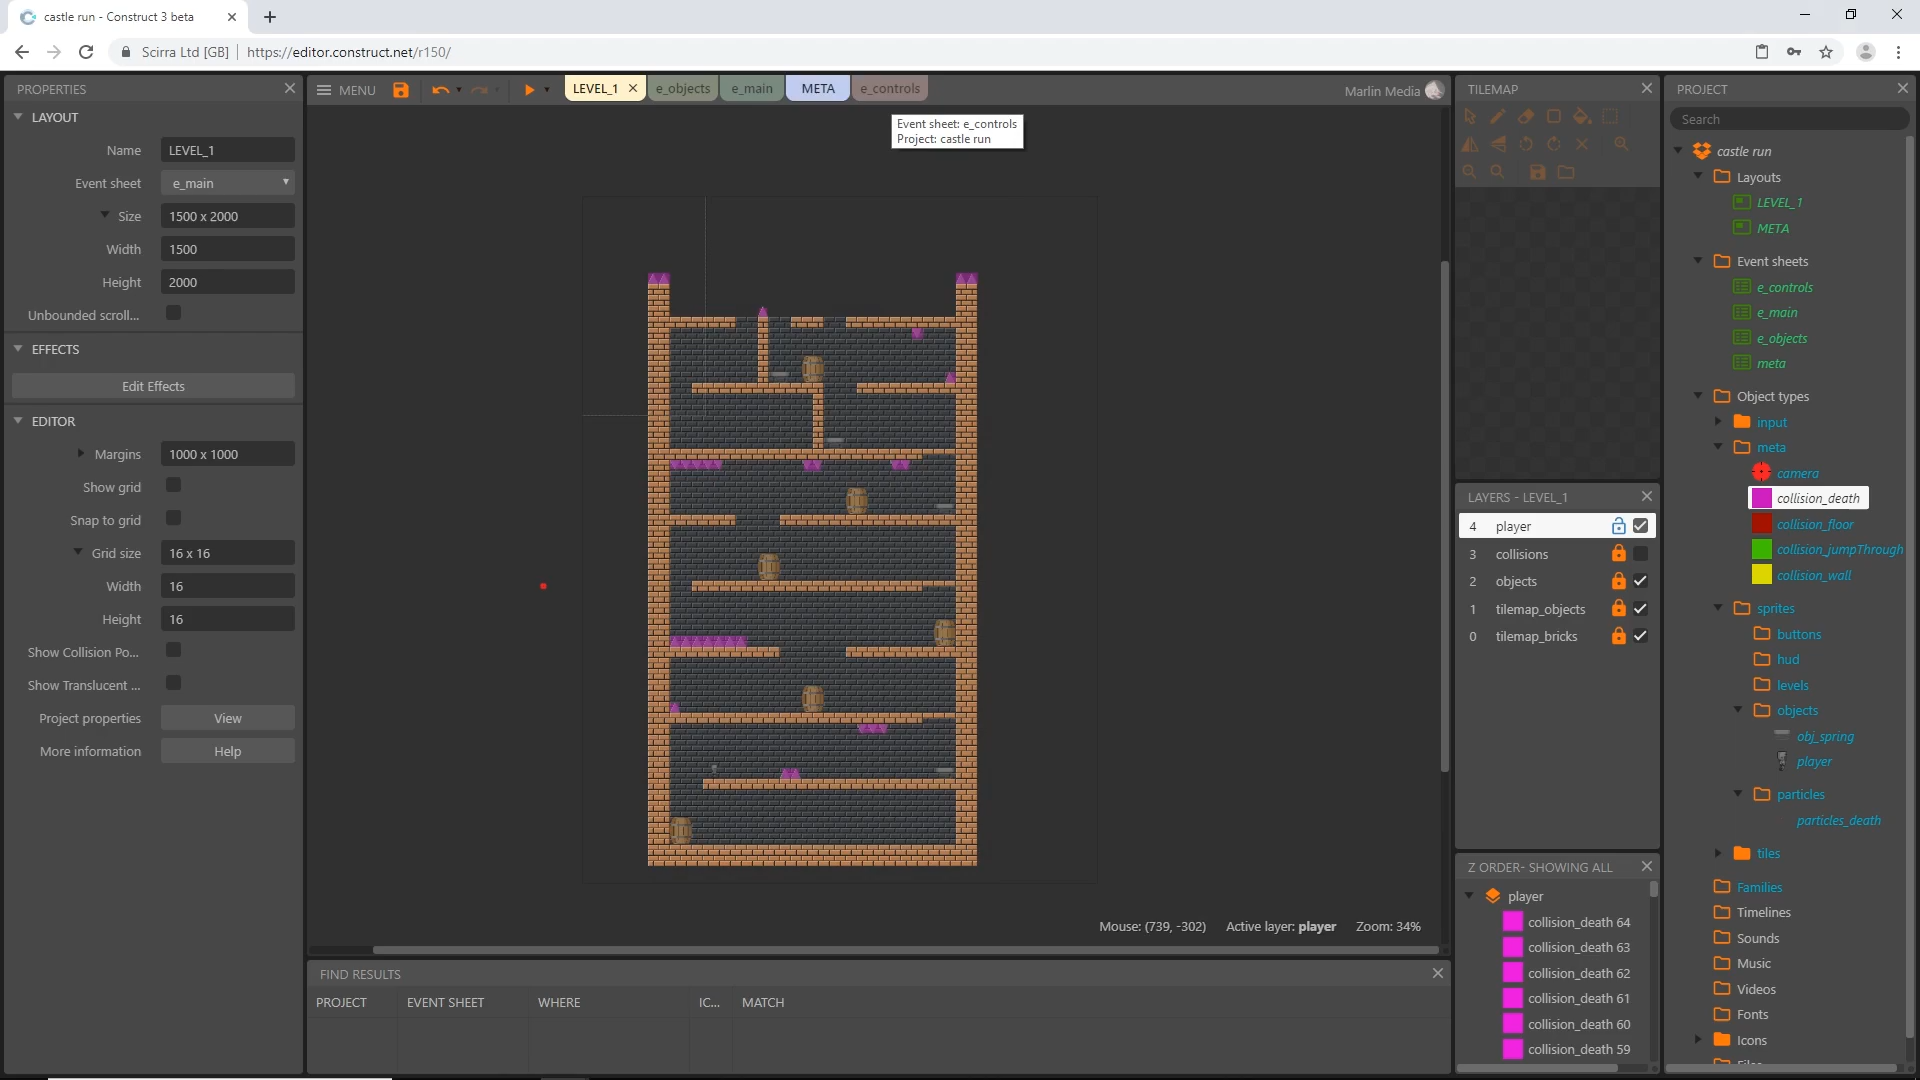 castle run - Construct 3 beta
Scirra Ltd [GB] | https://editor.construct.net/r150/
PROPERTIES
LAYOUT
Name LEVEL_1
Event sheet e_main
Size 1500 x 2000
Width 1500
Height 2000
Unbounded scroll...
EFFECTS
Edit Effects
EDITOR
Margins 1000 x 1000
Show grid
Snap to grid
Grid size 16 x 16
Width 16
Height 16
Show Collision Po...
Show Translucent ...
Project properties View
More information Help
MENU
LEVEL_1
e_objects
e_main
META
e_controls
Marlin Media
Event sheet: e_controls
Project: castle run
Mouse: (739, -302) Active layer: player Zoom: 34%
FIND RESULTS
PROJECT EVENT SHEET WHERE IC... MATCH
TILEMAP
LAYERS - LEVEL_1
4 player
3 collisions
2 objects
1 tilemap_objects
0 tilemap_bricks
Z ORDER- SHOWING ALL
player
collision_death 64
collision_death 63
collision_death 62
collision_death 61
collision_death 60
collision_death 59
PROJECT
Search
castle run
Layouts
LEVEL_1
META
Event sheets
e_controls
e_main
e_objects
meta
Object types
input
meta
camera
collision_death
collision_floor
collision_jumpThrough
collision_wall
sprites
buttons
hud
levels
objects
obj_spring
player
particles
particles_death
tiles
Families
Timelines
Sounds
Music
Videos
Fonts
Icons